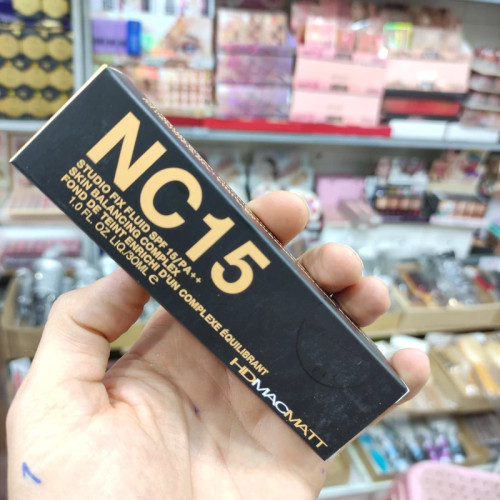 NC15
STUDIO FIX FLUID SPF 15/PA++
SKIN BALANCING COMPLEX +
FOND DE TEINT ENRICHI D'UN COMPLEXE ÉQUILIBRANT
1.0 FL OZ. LIQ/30ML e
HDMACMATT